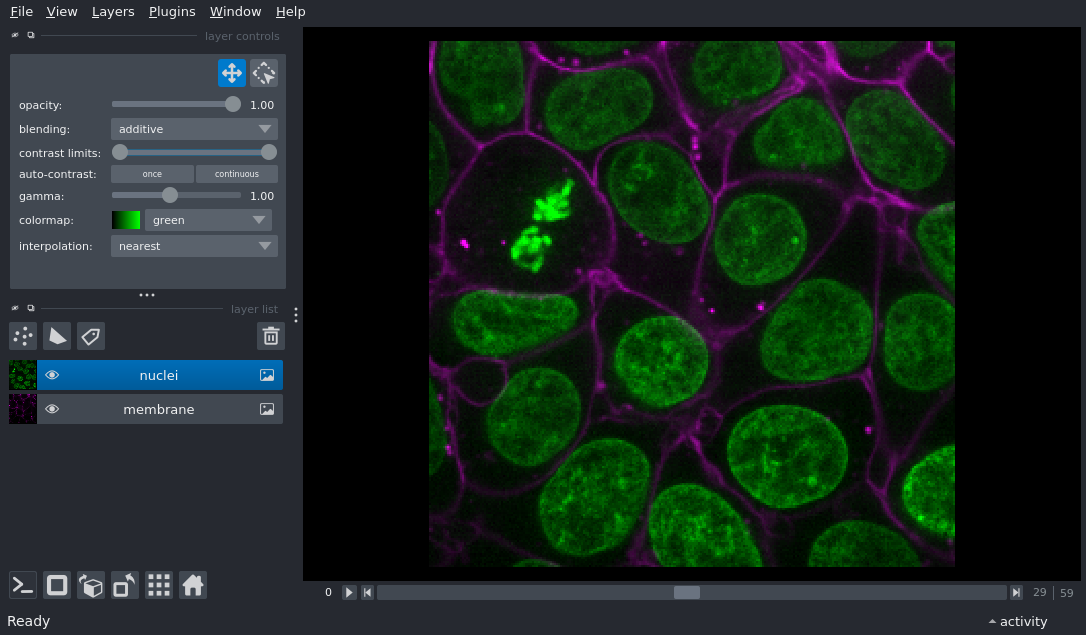 File View Layers Plugins Window Help
layer controls
opacity: 1.00
blending: additive
contrast limits:
auto-contrast: once continuous
gamma: 1.00
colormap: green
interpolation: nearest
layer list
nuclei
membrane
0 29 59
Ready activity